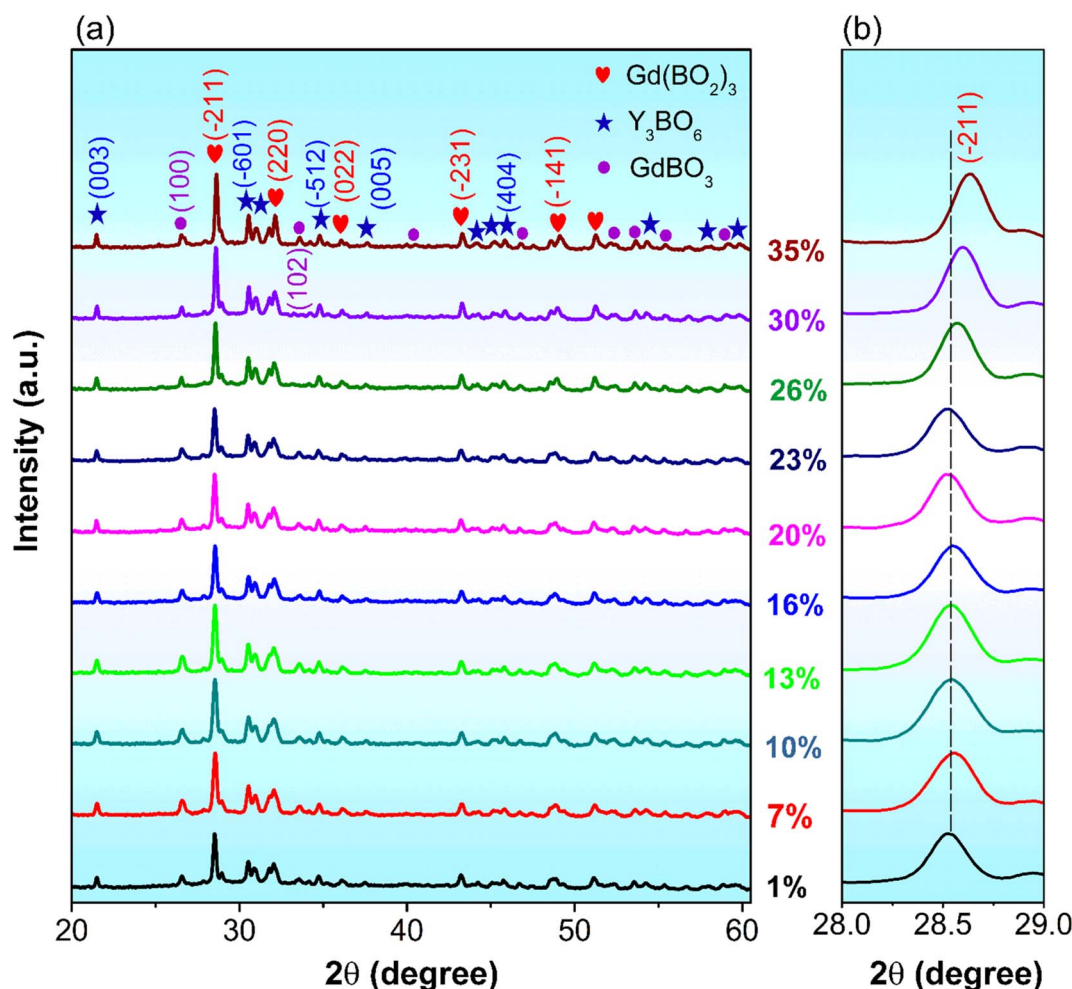 (a)
(b)
Gd(BO₂)₃
Y₃BO₆
GdBO₃
(003)
(100)
(-211)
(-601)
(220)
(-512)
(022)
(005)
(-231)
(404)
(-141)
(102)
(-211)
35%
30%
26%
23%
20%
16%
13%
10%
7%
1%
Intensity (a.u.)
20 30 40 50 60
28.0 28.5 29.0
2θ (degree)
2θ (degree)